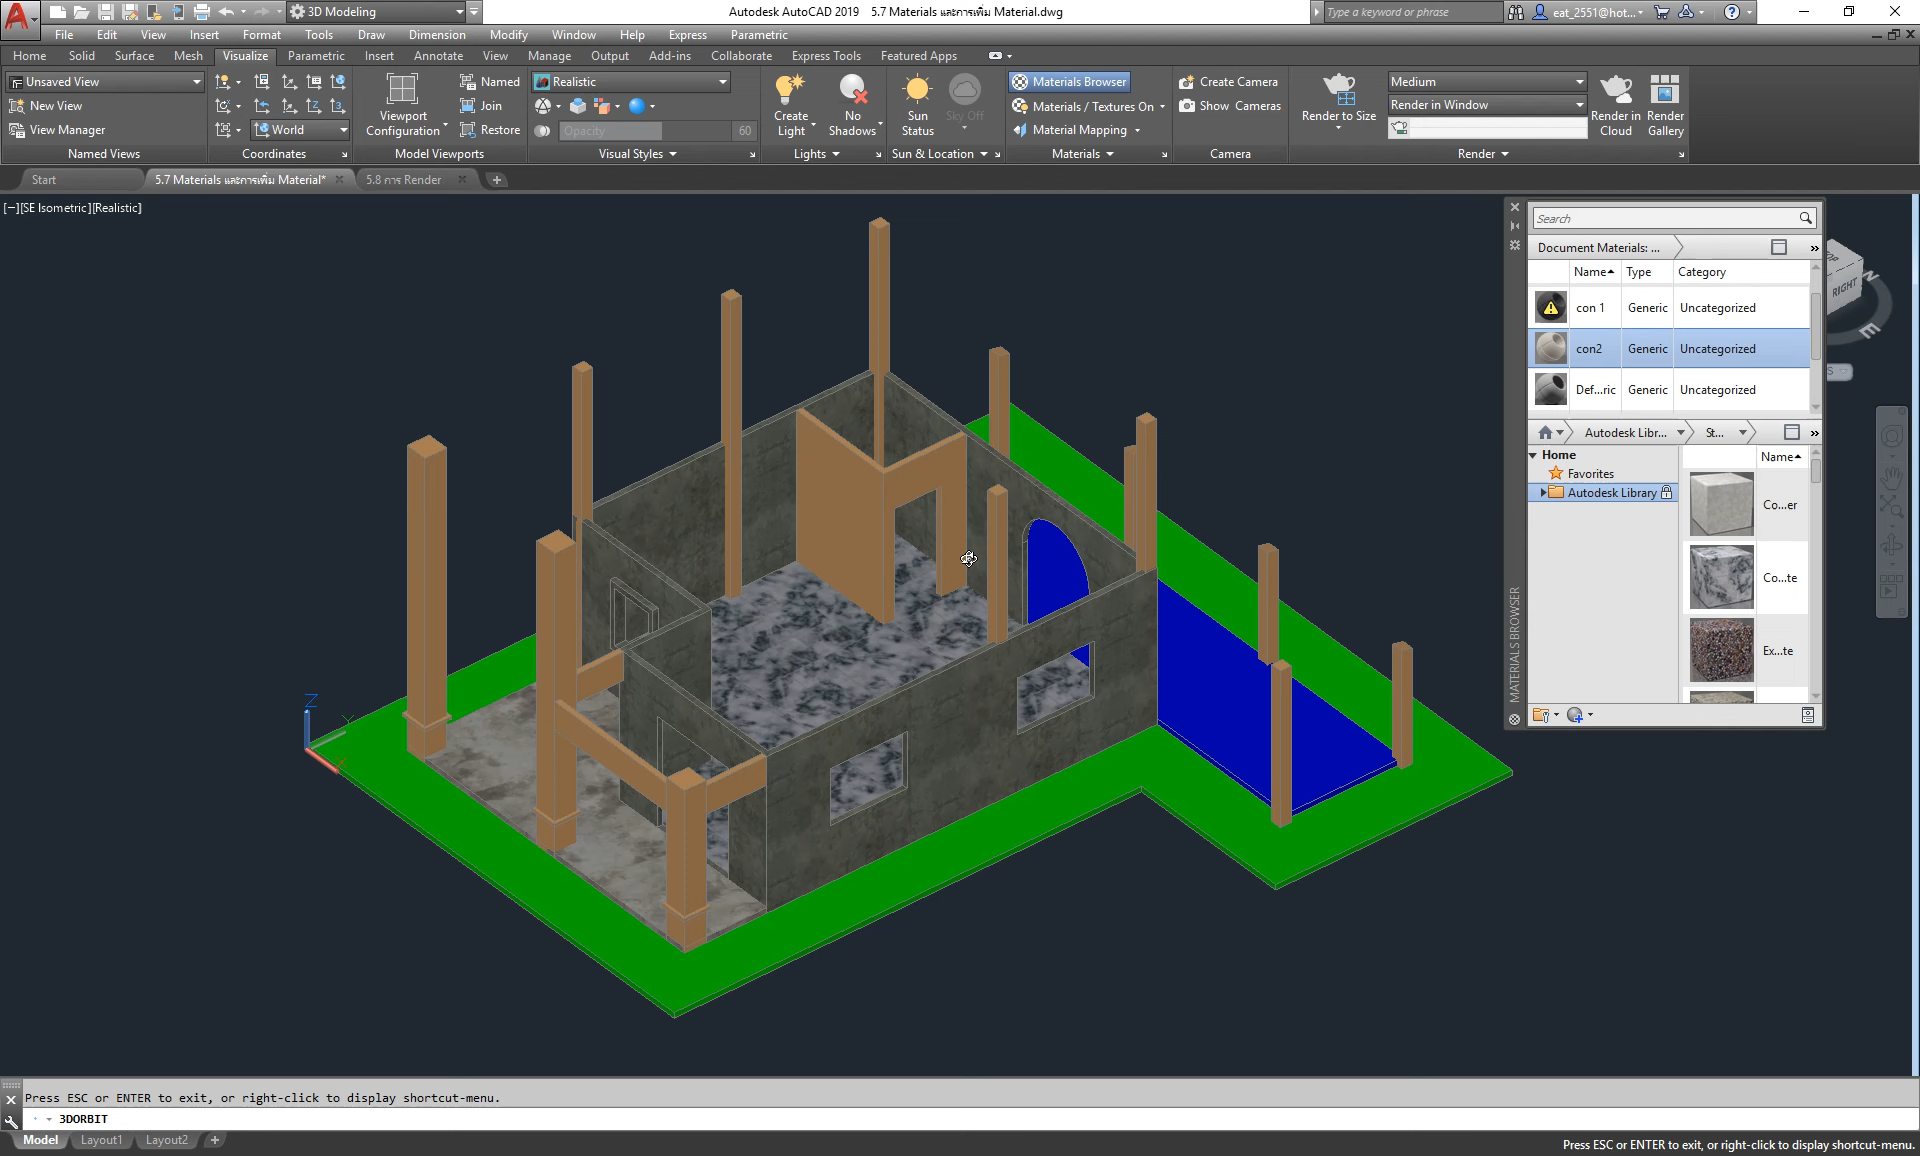 3D Modeling
Autodesk AutoCAD 2019 5.7 Materials และการเพิ่ม Material.dwg
Type a keyword or phrase
eat_2551@hot...
File Edit View Insert Format Tools Draw Dimension Modify Window Help Express Parametric
Home Solid Surface Mesh Visualize Parametric Insert Annotate View Manage Output Add-ins Collaborate Express Tools Featured Apps
Unsaved View
New View
View Manager
Named Views
World
Coordinates
Viewport
Configuration
Named
Join
Restore
Model Viewports
Realistic
Opacity 60
Visual Styles
Create
Light
No
Shadows
Lights
Sun
Status
Sky Off
Sun & Location
Materials Browser
Materials / Textures On
Material Mapping
Materials
Create Camera
Show Cameras
Camera
Render to Size
Medium
Render in Window
Render in
Cloud
Render
Gallery
Render
Start
5.7 Materials และการเพิ่ม Material*
5.8 การ Render
[−][SE Isometric][Realistic]
Search
Document Materials: ...
Name Type Category
con 1 Generic Uncategorized
con2 Generic Uncategorized
Def...ric Generic Uncategorized
Autodesk Libr... St...
Home
Favorites
Autodesk Library
Name
Co...er
Co...te
Ex...te
MATERIALS BROWSER
TOP
RIGHT
N
E
S
Z
Y
X
Press ESC or ENTER to exit, or right-click to display shortcut-menu.
3DORBIT
Model Layout1 Layout2
Press ESC or ENTER to exit, or right-click to display shortcut-menu.